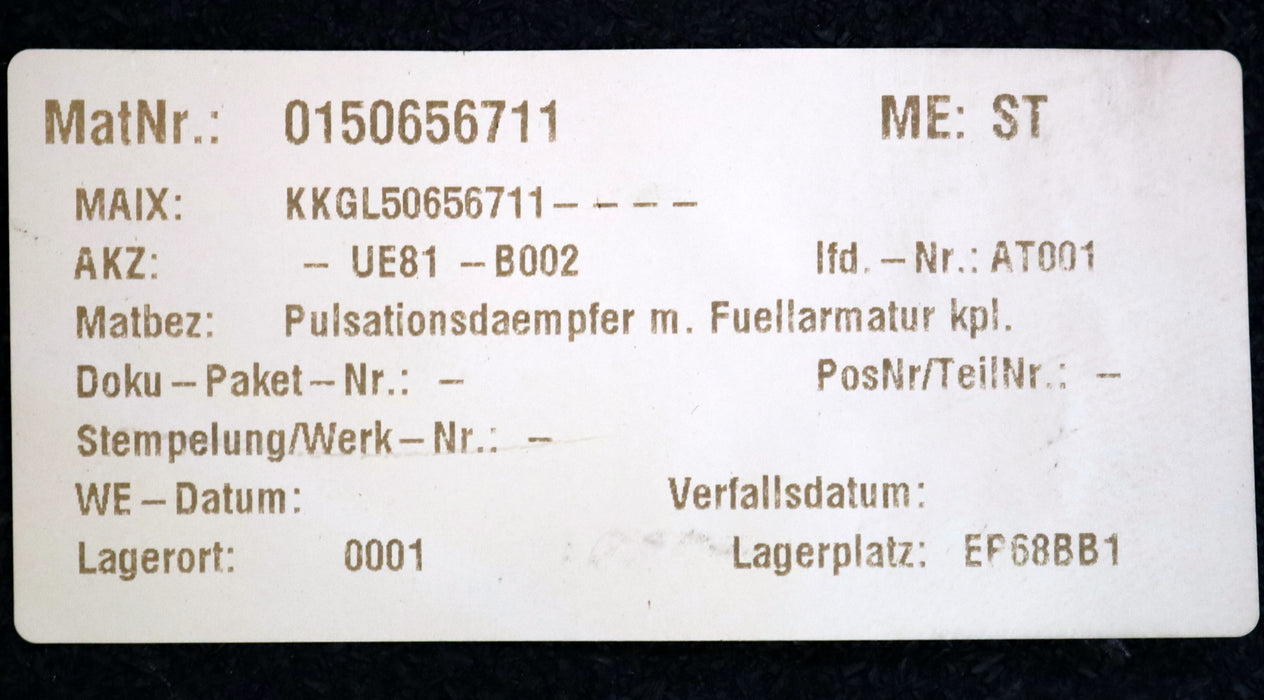 MatNr.: 0150656711 ME: ST
MAIX: KKGL50656711– – – –
AKZ: – UE81 –B002 lfd. –Nr.: AT001
Matbez: Pulsationsdaempfer m. Fuellarmatur kpl.
Doku–Paket–Nr.: – PosNr/TeilNr.: –
Stempelung/Werk–Nr.: –
WE–Datum: Verfallsdatum:
Lagerort: 0001 Lagerplatz: EP68BB1